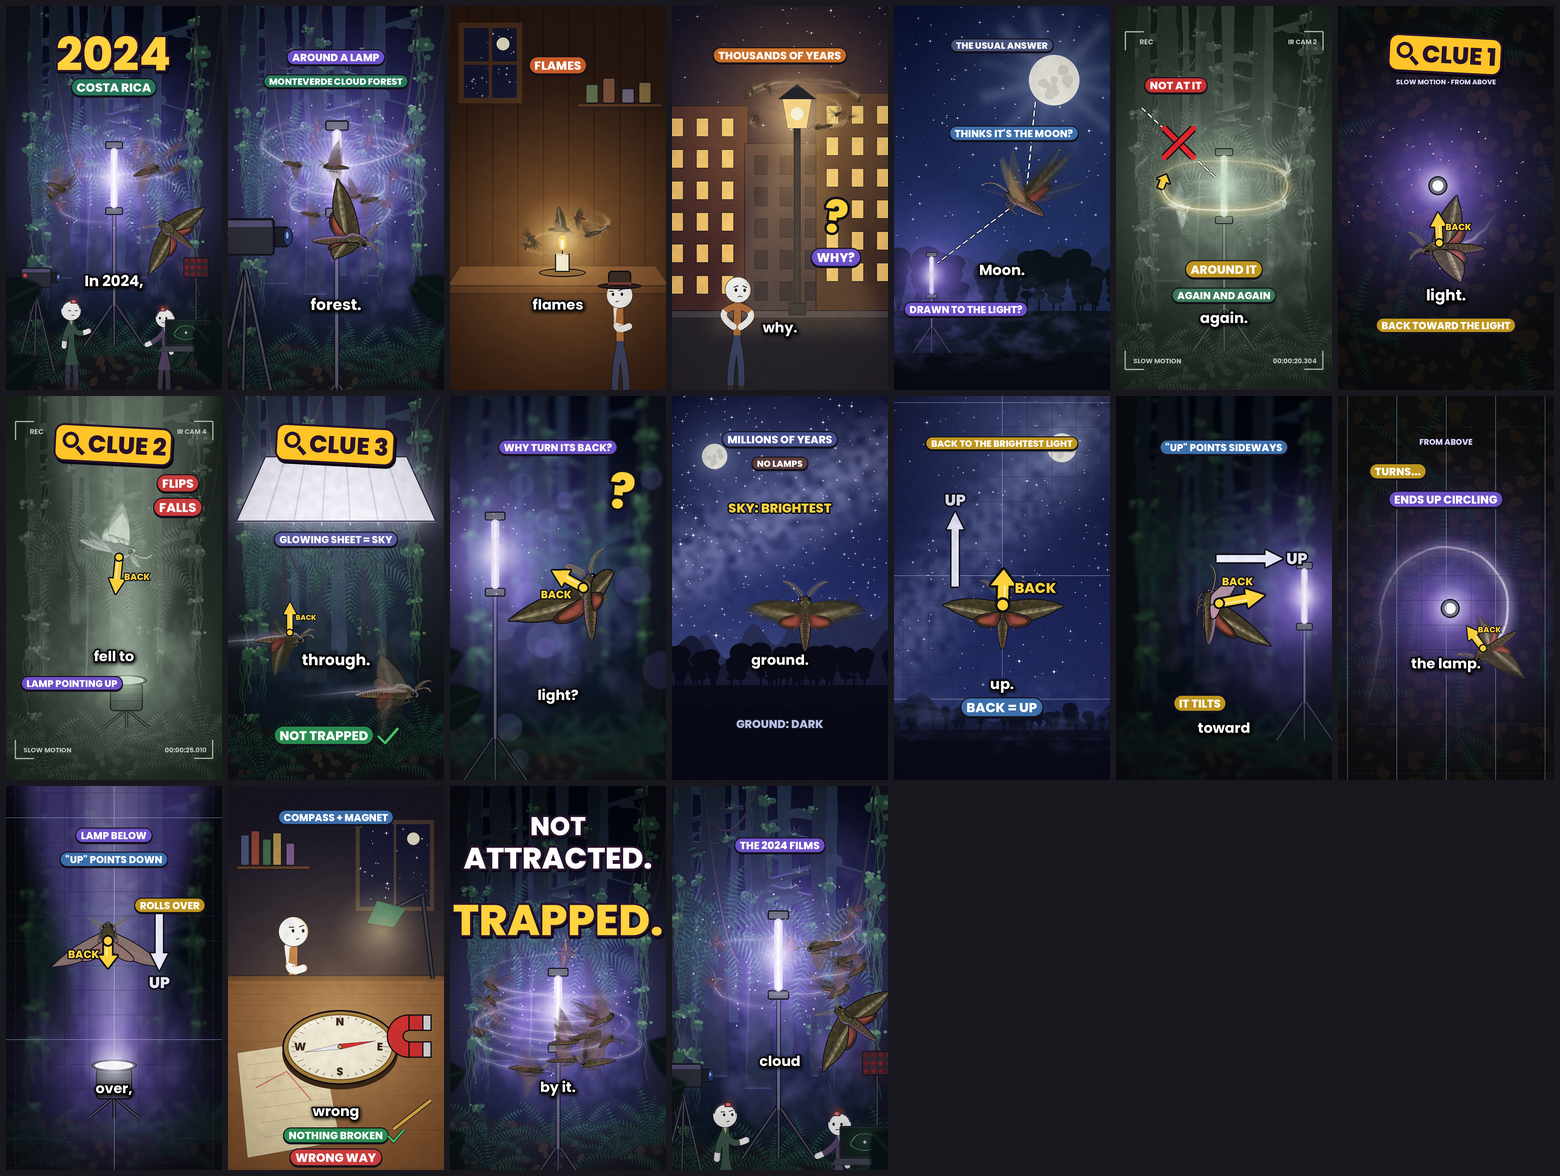 2024
COSTA RICA
In 2024,
AROUND A LAMP
MONTEVERDE CLOUD FOREST
forest.
FLAMES
flames
THOUSANDS OF YEARS
?
WHY?
why.
THE USUAL ANSWER
THINKS IT'S THE MOON?
Moon.
DRAWN TO THE LIGHT?
REC
IR CAM 2
NOT AT IT
AROUND IT
AGAIN AND AGAIN
again.
SLOW MOTION
00:00:20.304
CLUE 1
SLOW MOTION · FROM ABOVE
BACK
light.
BACK TOWARD THE LIGHT
REC
IR CAM 4
CLUE 2
FLIPS
FALLS
BACK
fell to
LAMP POINTING UP
SLOW MOTION
00:00:25.010
CLUE 3
GLOWING SHEET = SKY
BACK
through.
NOT TRAPPED
WHY TURN ITS BACK?
?
BACK
light?
MILLIONS OF YEARS
NO LAMPS
SKY: BRIGHTEST
ground.
GROUND: DARK
BACK TO THE BRIGHTEST LIGHT
UP
BACK
up.
BACK = UP
"UP" POINTS SIDEWAYS
UP
BACK
IT TILTS
toward
FROM ABOVE
TURNS...
ENDS UP CIRCLING
BACK
the lamp.
LAMP BELOW
"UP" POINTS DOWN
ROLLS OVER
BACK
UP
over,
COMPASS + MAGNET
N
W
E
S
wrong
NOTHING BROKEN
WRONG WAY
NOT
ATTRACTED.
TRAPPED.
by it.
THE 2024 FILMS
cloud